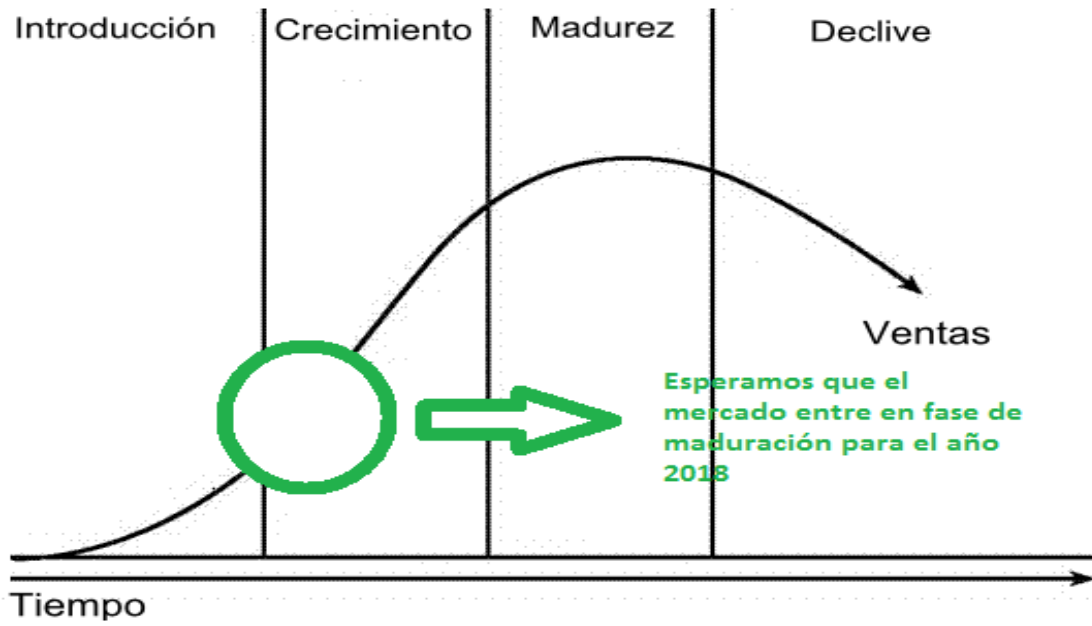 Introducción
Crecimiento
Madurez
Declive
Ventas
Esperamos que el
mercado entre en fase de
maduración para el año
2018
Tiempo